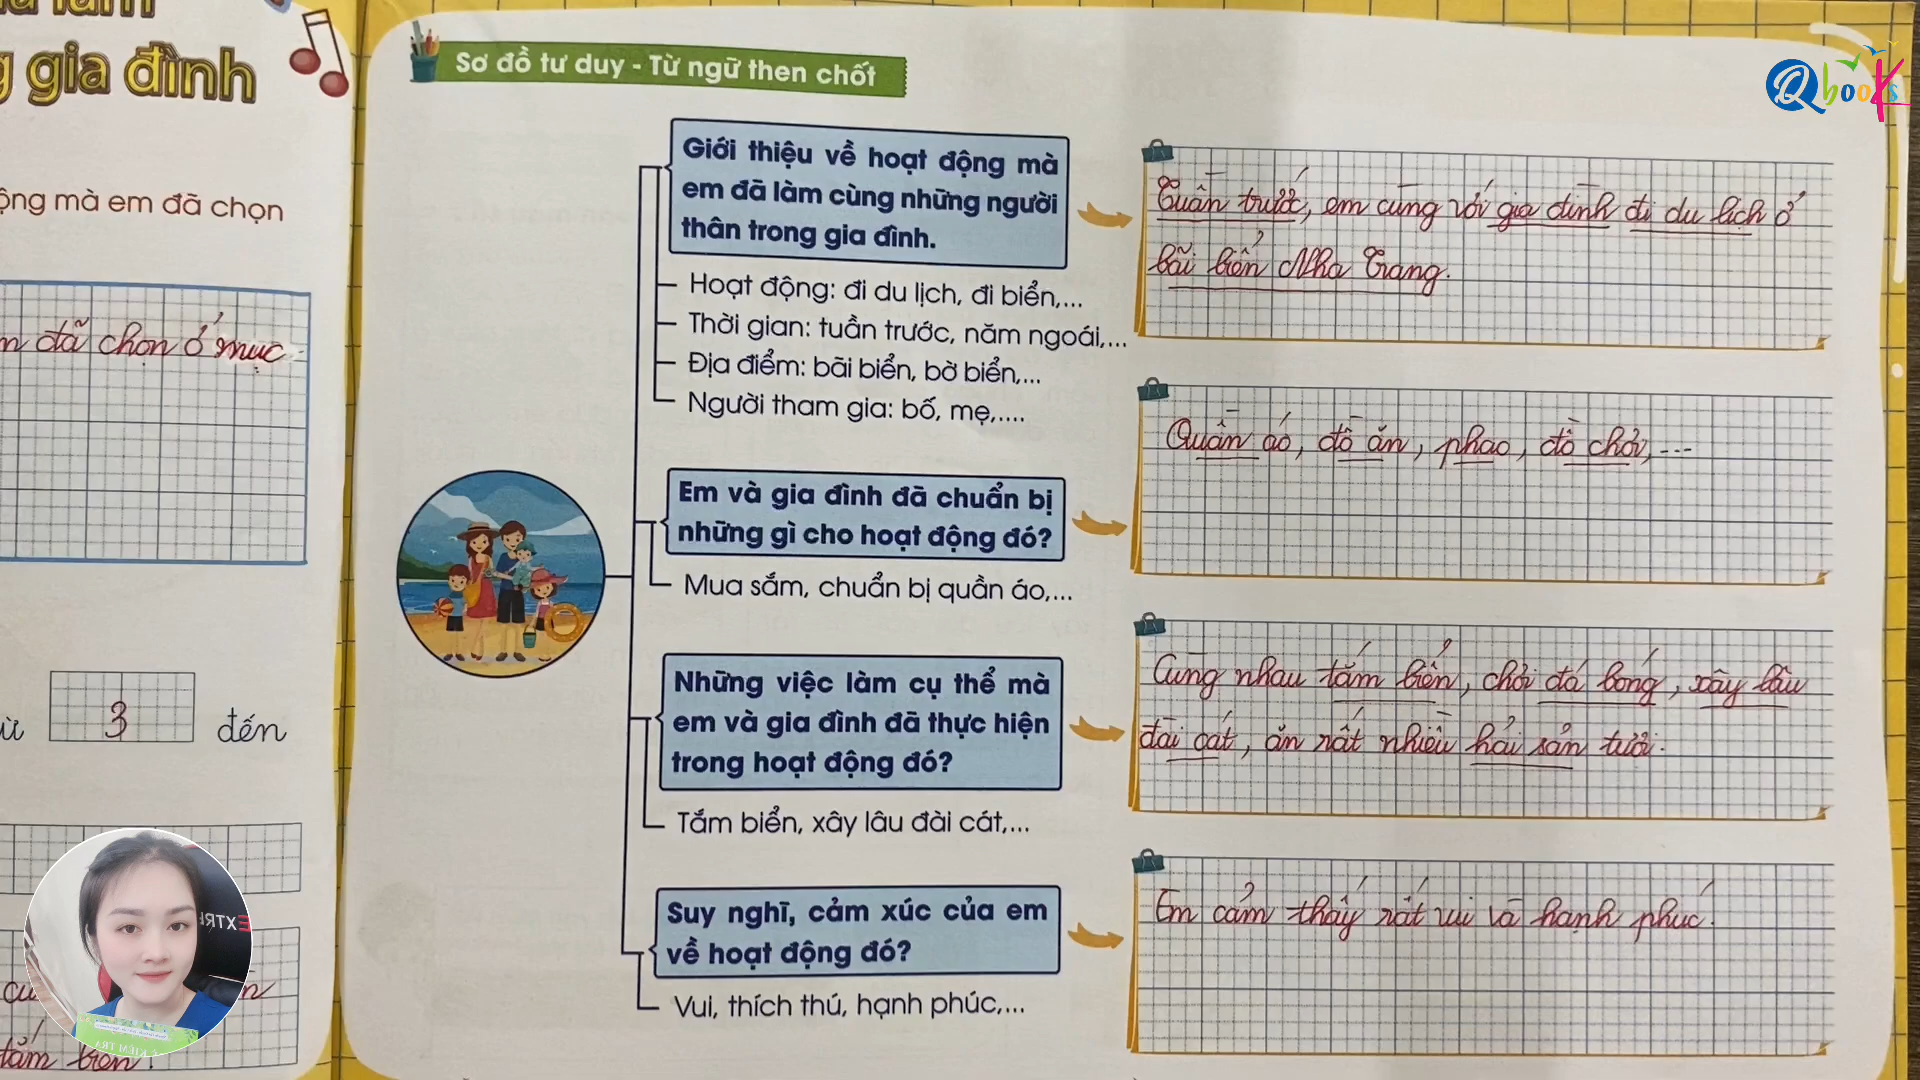 g gia đình
ộng mà em đã chọn
m đã chọn ở mục
3
đến
tắm biển.
Sơ đồ tư duy - Từ ngữ then chốt
Giới thiệu về hoạt động mà
em đã làm cùng những người
thân trong gia đình.
Hoạt động: đi du lịch, đi biển,...
Thời gian: tuần trước, năm ngoái,...
Địa điểm: bãi biển, bờ biển,...
Người tham gia: bố, mẹ,....
Em và gia đình đã chuẩn bị
những gì cho hoạt động đó?
Mua sắm, chuẩn bị quần áo,...
Những việc làm cụ thể mà
em và gia đình đã thực hiện
trong hoạt động đó?
Tắm biển, xây lâu đài cát,...
Suy nghĩ, cảm xúc của em
về hoạt động đó?
Vui, thích thú, hạnh phúc,...
Tuần trước, em cùng với gia đình đi du lịch ở
bãi biển Nha Trang.
Quần áo, đồ ăn, phao, đồ chơi,...
Cùng nhau tắm biển, chơi đá bóng, xây lâu
đài cát, ăn rất nhiều hải sản tươi.
Em cảm thấy rất vui và hạnh phúc.
Qbooks